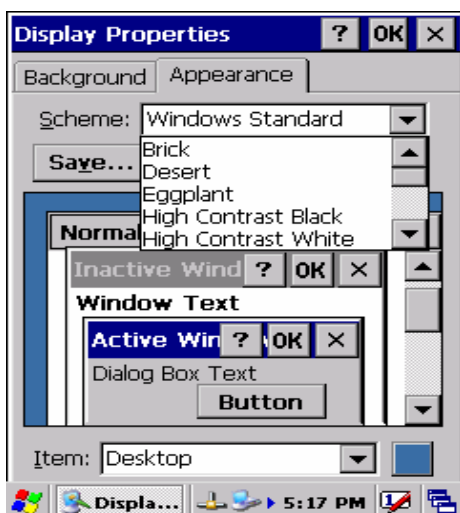 Display Properties ? OK ×
Background Appearance
Scheme: Windows Standard
Save...
Brick
Desert
Eggplant
High Contrast Black
High Contrast White
Normal
Inactive Wind ? OK ×
Window Text
Active Win ? OK ×
Dialog Box Text
Button
Item: Desktop
Displa... 5:17 PM